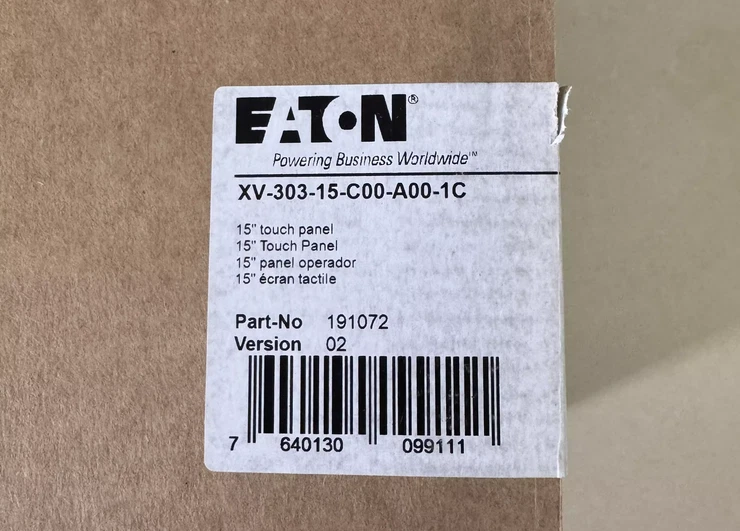 EATON®
Powering Business Worldwide™
XV-303-15-C00-A00-1C
15" touch panel
15" Touch Panel
15" panel operador
15" écran tactile
Part-No 191072
Version 02
7 640130 099111